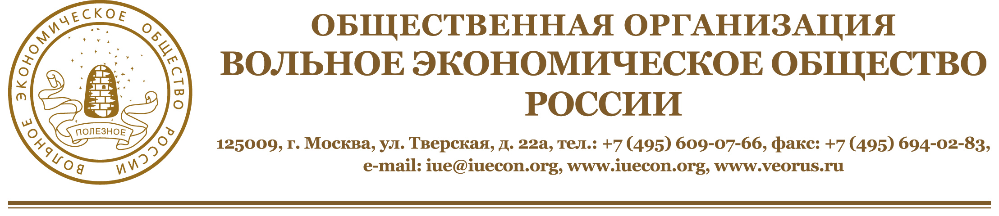 ВОЛЬНОЕ ЭКОНОМИЧЕСКОЕ ОБЩЕСТВО РОССИИ
ПОЛЕЗНОЕ
ОБЩЕСТВЕННАЯ ОРГАНИЗАЦИЯ
ВОЛЬНОЕ ЭКОНОМИЧЕСКОЕ ОБЩЕСТВО
РОССИИ
125009, г. Москва, ул. Тверская, д. 22а, тел.: +7 (495) 609-07-66, факс: +7 (495) 694-02-83,
e-mail: iue@iuecon.org, www.iuecon.org, www.veorus.ru